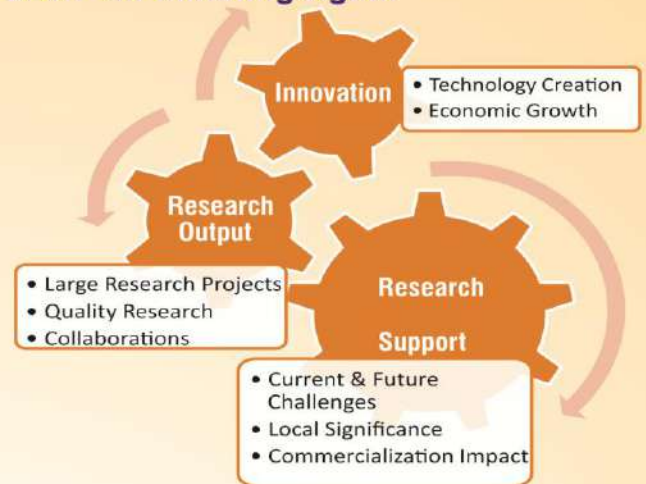 Innovation
• Technology Creation
• Economic Growth
Research
Output
• Large Research Projects
• Quality Research
• Collaborations
Research
Support
• Current & Future
Challenges
• Local Significance
• Commercialization Impact